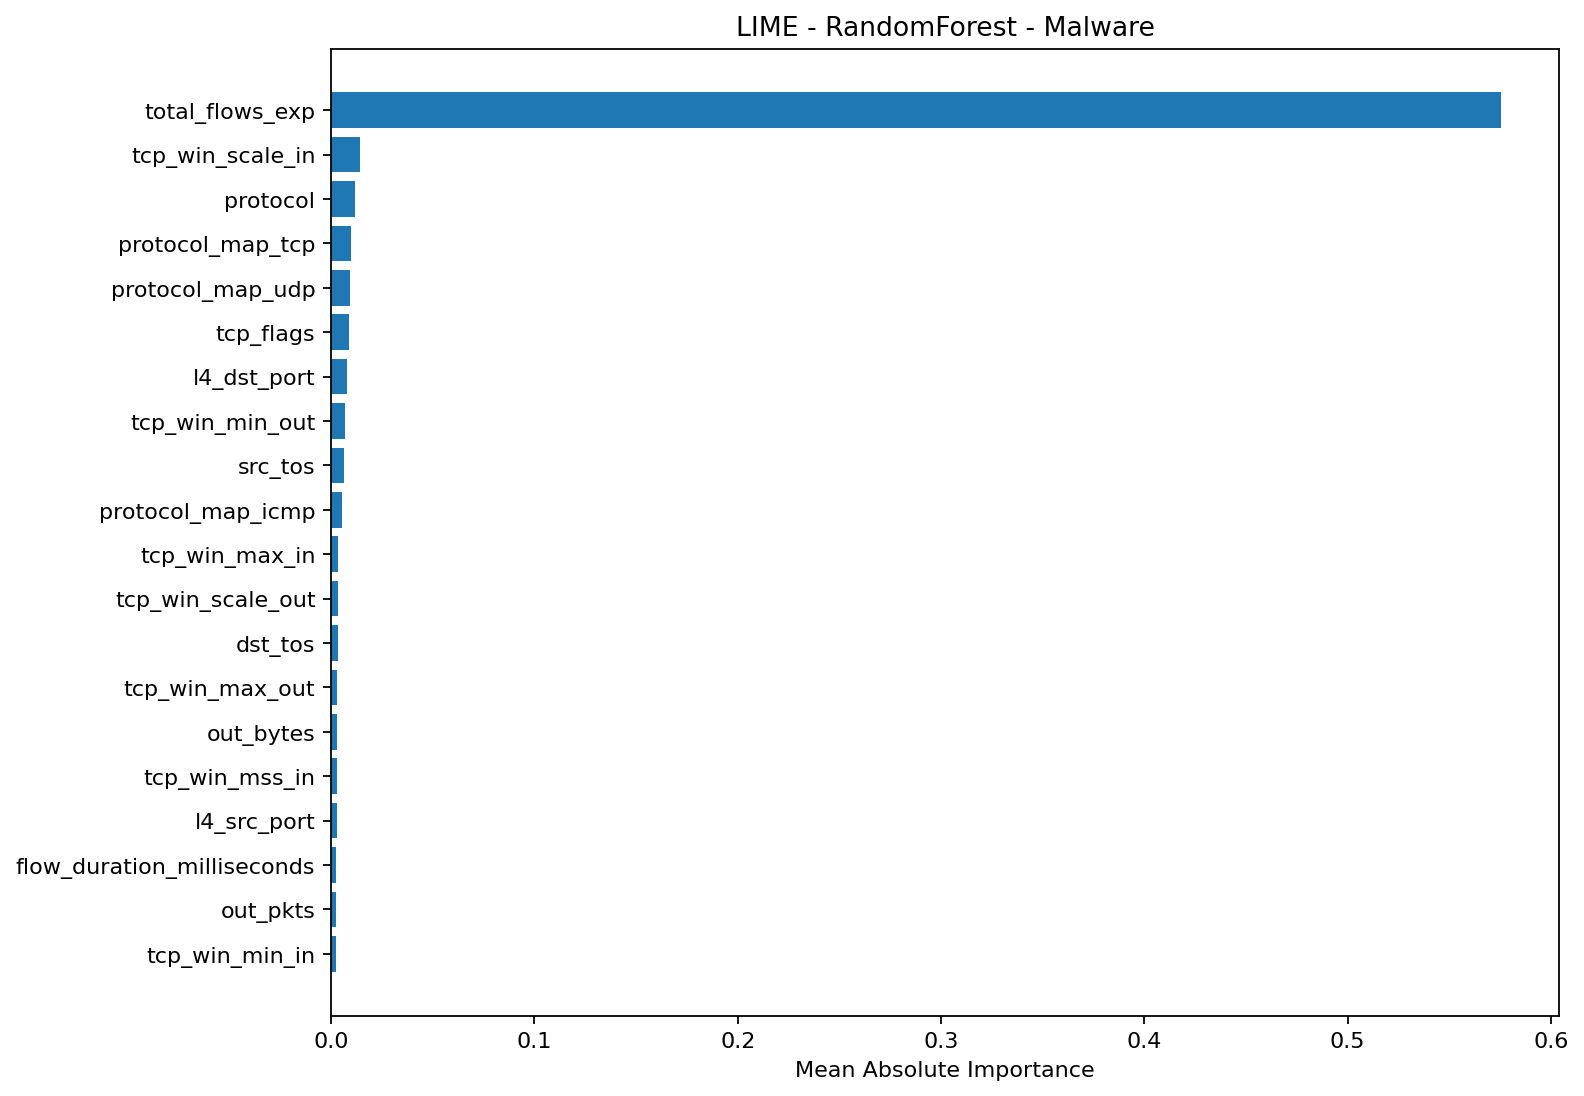 LIME - RandomForest - Malware
total_flows_exp
tcp_win_scale_in
protocol
protocol_map_tcp
protocol_map_udp
tcp_flags
l4_dst_port
tcp_win_min_out
src_tos
protocol_map_icmp
tcp_win_max_in
tcp_win_scale_out
dst_tos
tcp_win_max_out
out_bytes
tcp_win_mss_in
l4_src_port
flow_duration_milliseconds
out_pkts
tcp_win_min_in
0.0 0.1 0.2 0.3 0.4 0.5 0.6
Mean Absolute Importance